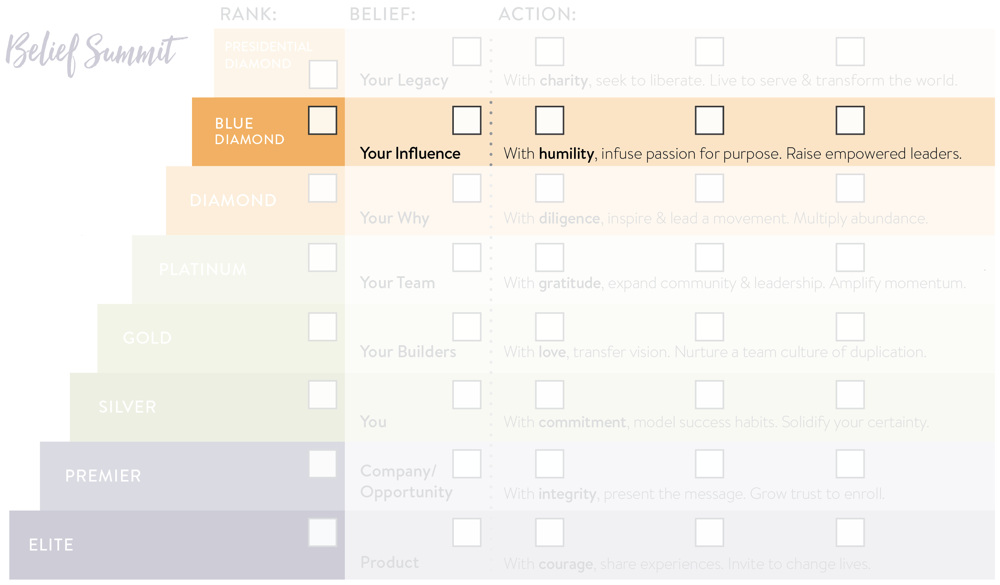 RANK: BELIEF: ACTION:
Belief Summit
PRESIDENTIAL
DIAMOND
Your Legacy
With charity, seek to liberate. Live to serve & transform the world.
BLUE
DIAMOND
Your Influence
With humility, infuse passion for purpose. Raise empowered leaders.
DIAMOND
Your Why
With diligence, inspire & lead a movement. Multiply abundance.
PLATINUM
Your Team
With gratitude, expand community & leadership. Amplify momentum.
GOLD
Your Builders
With love, transfer vision. Nurture a team culture of duplication.
SILVER
You
With commitment, model success habits. Solidify your certainty.
PREMIER
Company/
Opportunity
With integrity, present the message. Grow trust to enroll.
ELITE
Product
With courage, share experiences. Invite to change lives.